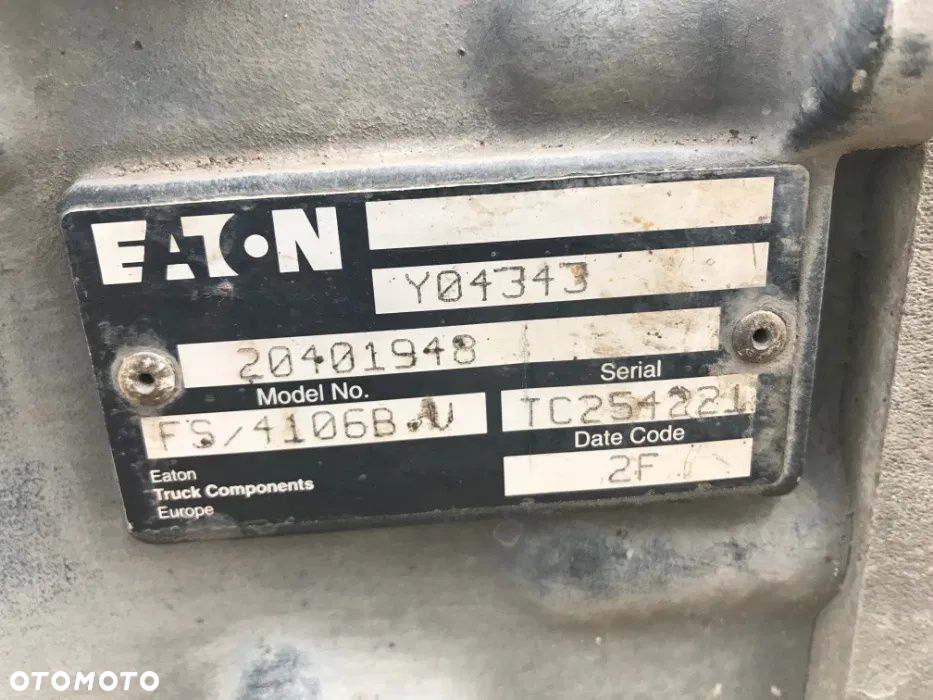 EATON
Y04343
20401948
Model No.
Serial
FS/4106B.V
TC254221
Date Code
2F
Eaton
Truck Components
Europe
OTOMOTO